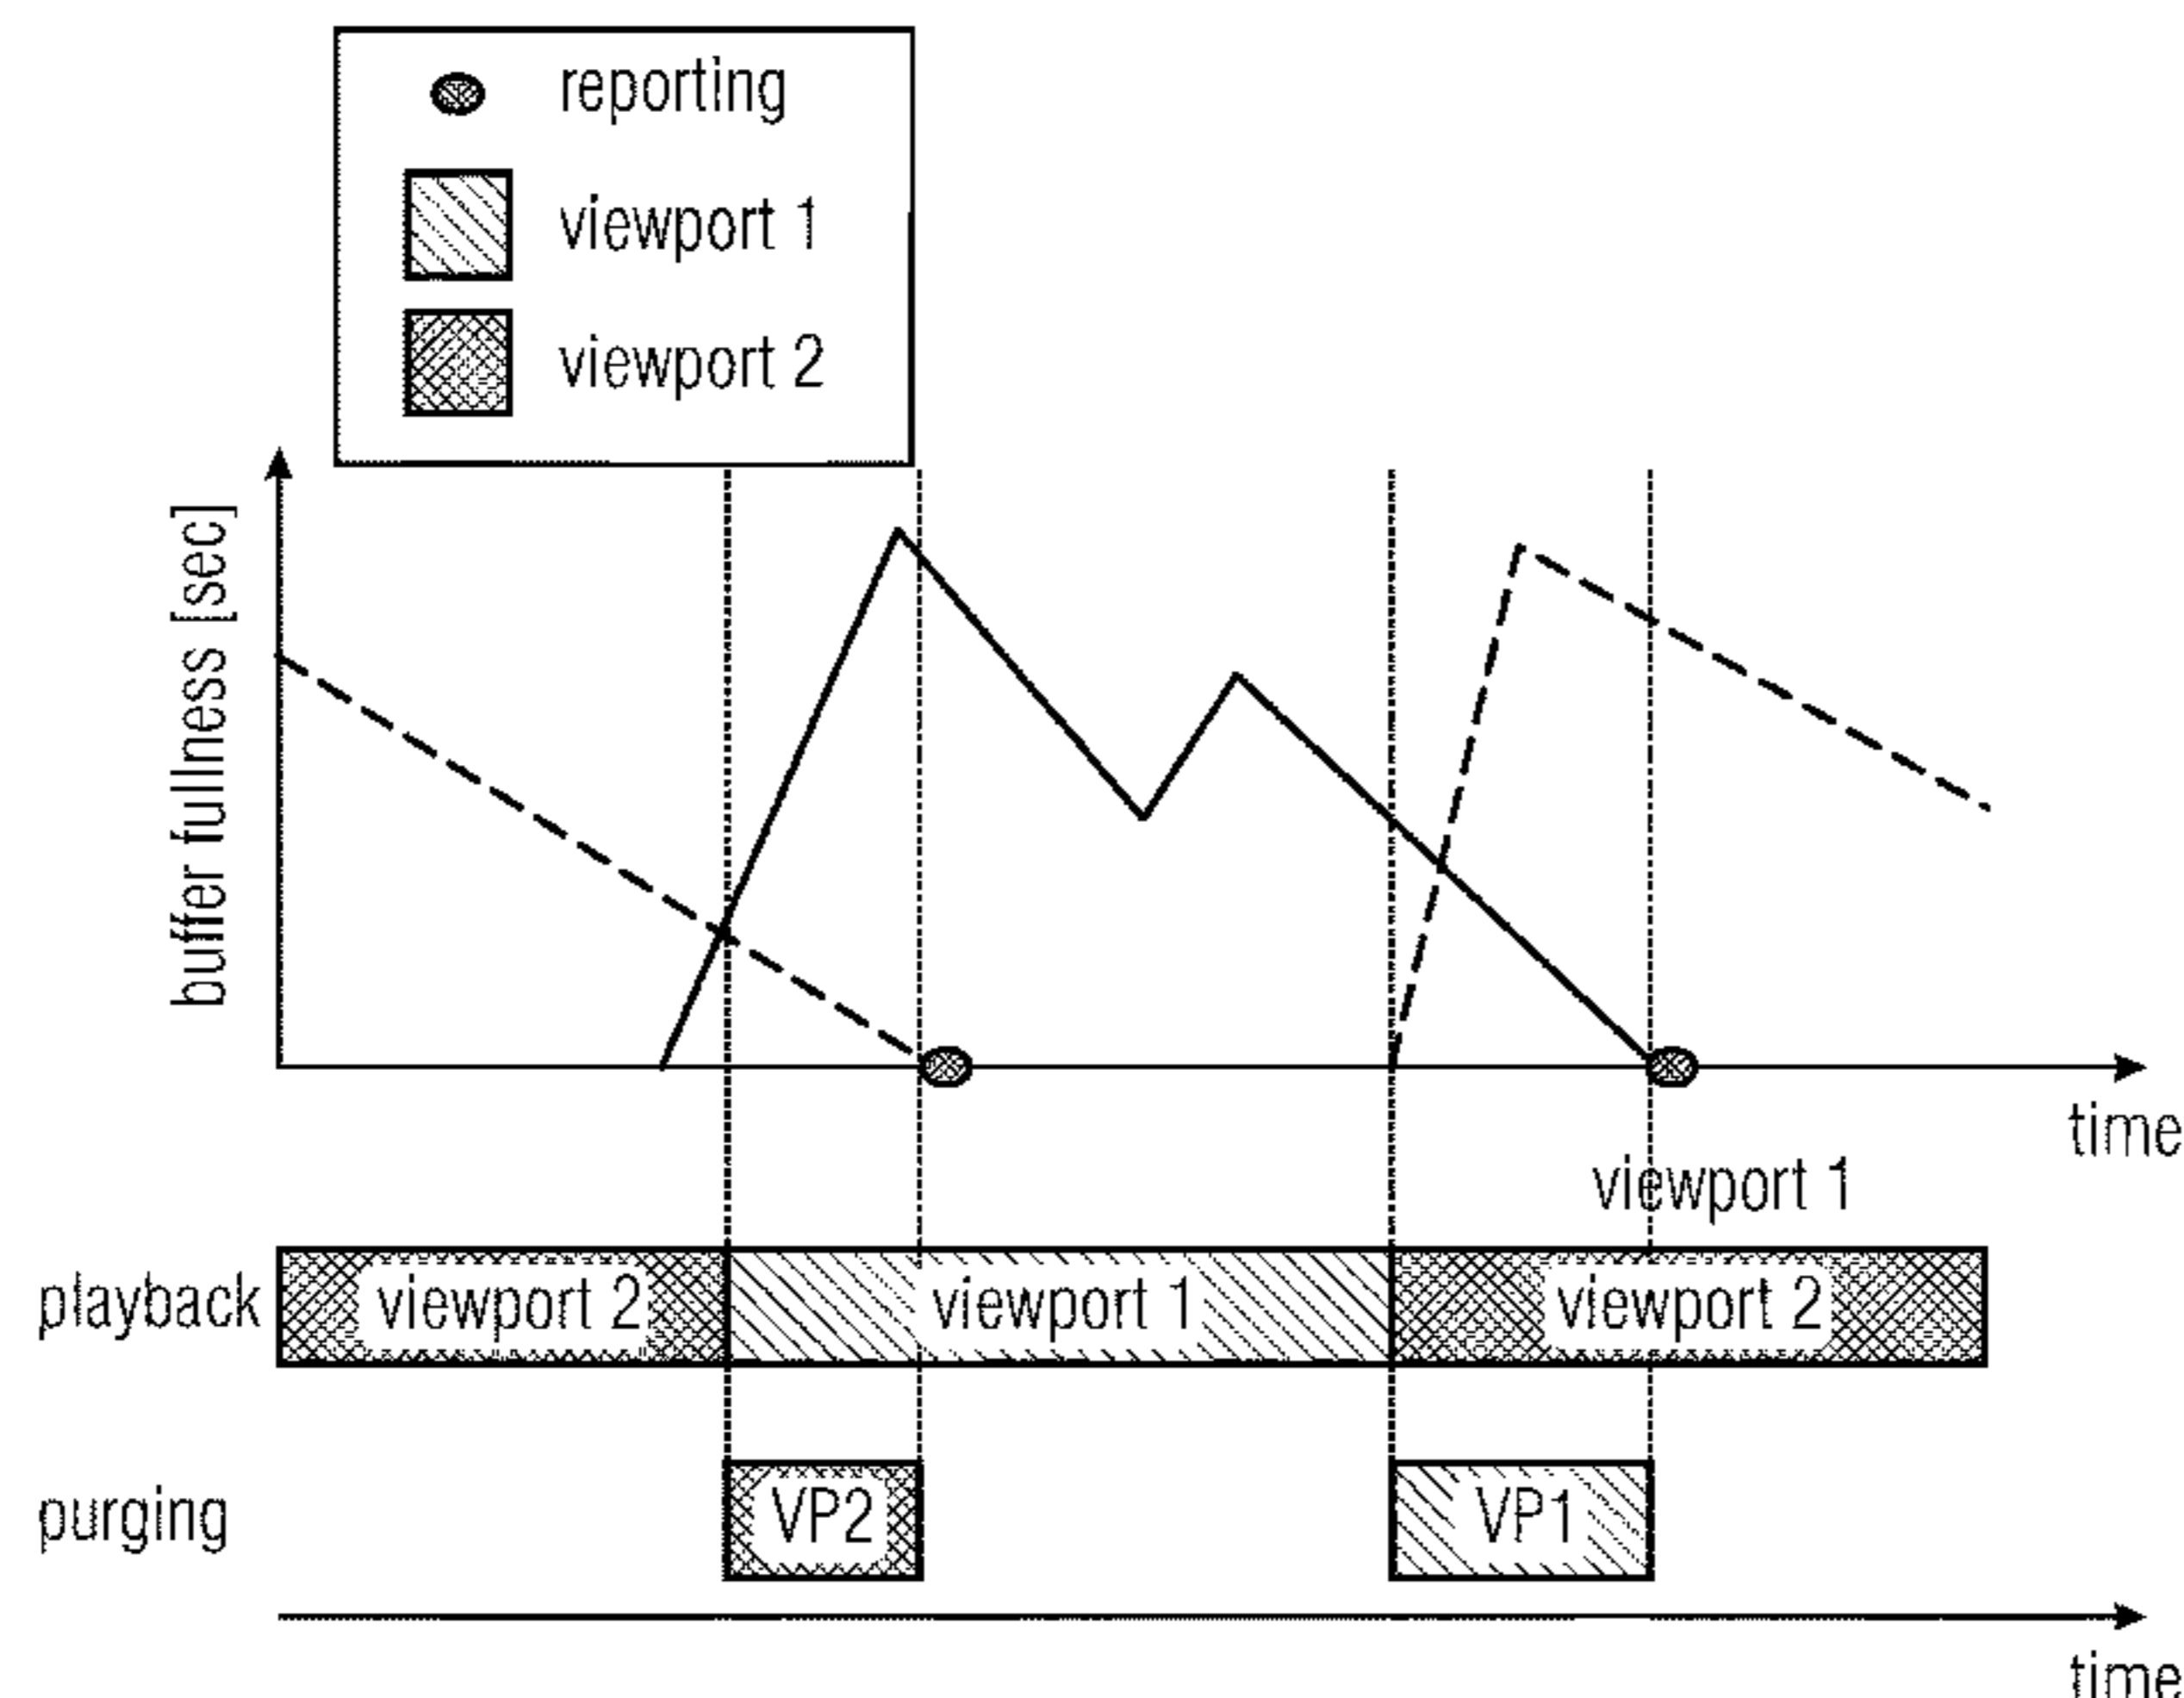 reporting
viewport 1
viewport 2
buffer fullness [sec]
time
viewport 1
playback viewport 2 viewport 1 viewport 2
purging VP2 VP1
time